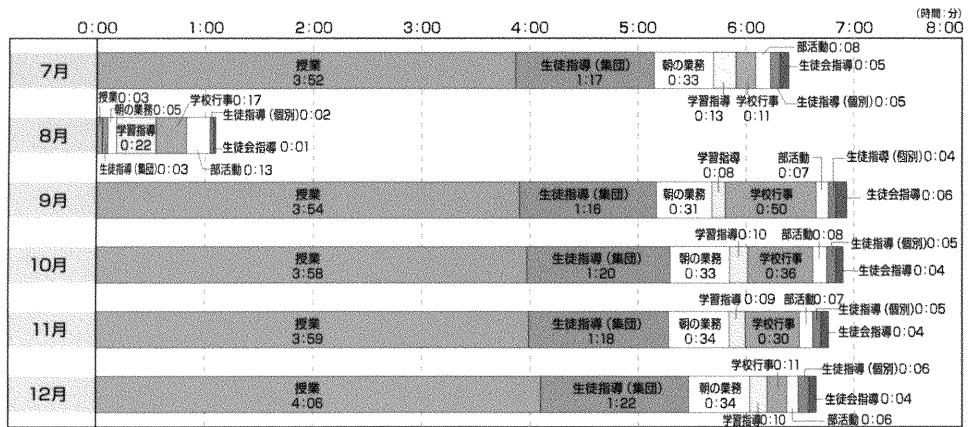 (時間:分)
0:00 1:00 2:00 3:00 4:00 5:00 6:00 7:00 8:00
7月
授業
3:52
生徒指導(集団)
1:17
朝の業務
0:33
学習指導
0:13
学校行事
0:11
部活動0:08
生徒会指導0:05
生徒指導(個別)0:05
8月
授業0:03
朝の業務0:05
学校行事0:17
生徒指導(個別)0:02
学習指導
0:22
生徒会指導0:01
生徒指導(集団)0:03
部活動0:13
9月
授業
3:54
生徒指導(集団)
1:16
朝の業務
0:31
学習指導
0:08
学校行事
0:50
部活動
0:07
生徒指導(個別)0:04
生徒会指導0:06
10月
授業
3:58
生徒指導(集団)
1:20
朝の業務
0:33
学習指導0:10
学校行事
0:36
部活動0:08
生徒指導(個別)0:05
生徒会指導0:04
11月
授業
3:59
生徒指導(集団)
1:18
朝の業務
0:34
学習指導0:09
学校行事
0:30
部活動0:07
生徒指導(個別)0:05
生徒会指導0:04
12月
授業
4:06
生徒指導(集団)
1:22
朝の業務
0:34
学校行事0:11
学習指導0:10
生徒指導(個別)0:06
生徒会指導0:04
部活動0:06